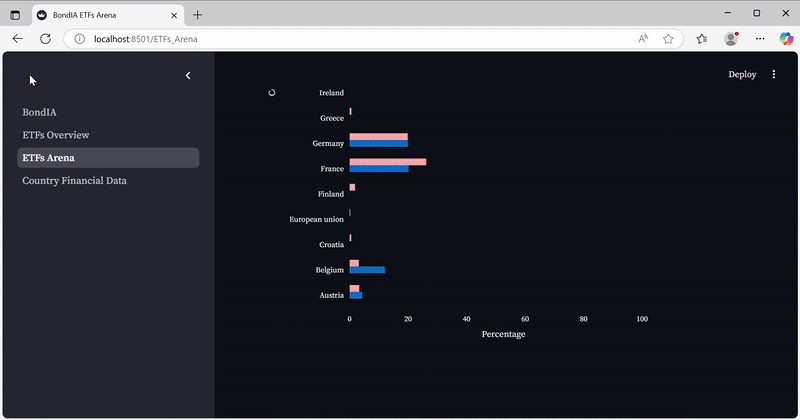 BondIA ETFs Arena
localhost:8501/ETFs_Arena
Deploy
BondIA
ETFs Overview
ETFs Arena
Country Financial Data
Ireland
Greece
Germany
France
Finland
European union
Croatia
Belgium
Austria
0 20 40 60 80 100
Percentage